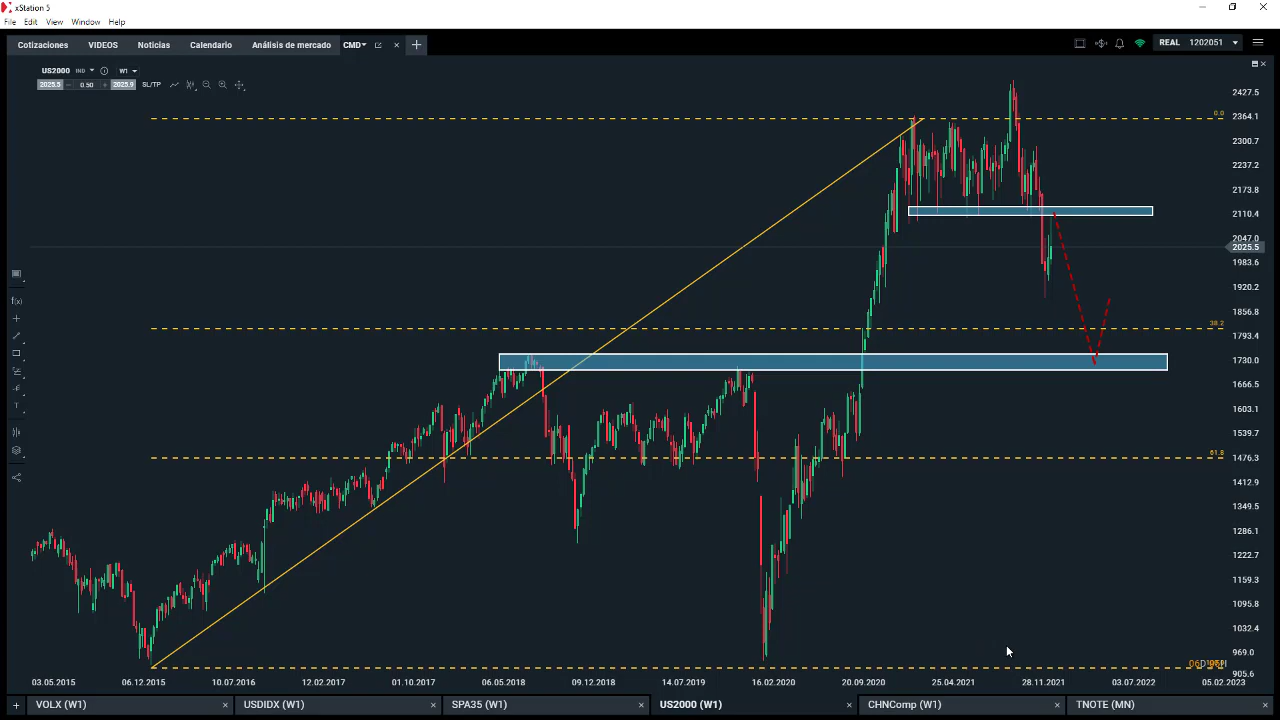 xStation 5
File Edit View Window Help
Cotizaciones VIDEOS Noticias Calendario Análisis de mercado CMD
REAL 1202051
US2000 IND W1
2025.5 0.50 2025.9 SL/TP
2427.5
0.0
2364.1
2300.7
2237.2
2173.8
2110.4
2047.0
2025.5
1983.6
1920.2
1856.8
38.2
1793.4
1730.0
1666.5
1603.1
1539.7
61.8
1476.3
1412.9
1349.5
1286.1
1222.7
1159.3
1095.8
1032.4
969.0
905.6
f(x)
T
03.05.2015 06.12.2015 10.07.2016 12.02.2017 01.10.2017 06.05.2018 09.12.2018 14.07.2019 16.02.2020 20.09.2020 25.04.2021 28.11.2021 03.07.2022 05.02.2023
VOLX (W1) USDIDX (W1) SPA35 (W1) US2000 (W1) CHNComp (W1) TNOTE (MN)